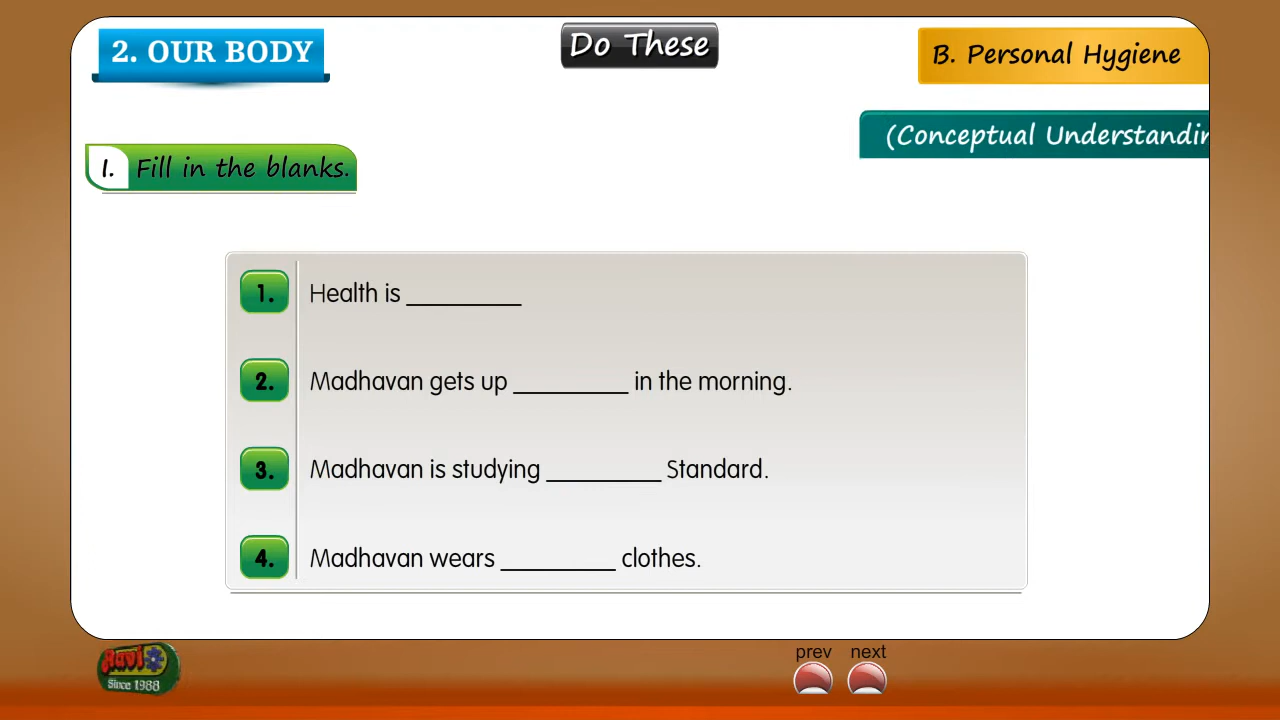 2. OUR BODY
Do These
B. Personal Hygiene
(Conceptual Understandin
I. Fill in the blanks.
1. Health is _________
2. Madhavan gets up _________ in the morning.
3. Madhavan is studying _________ Standard.
4. Madhavan wears _________ clothes.
Ravi
Since 1988
prev next